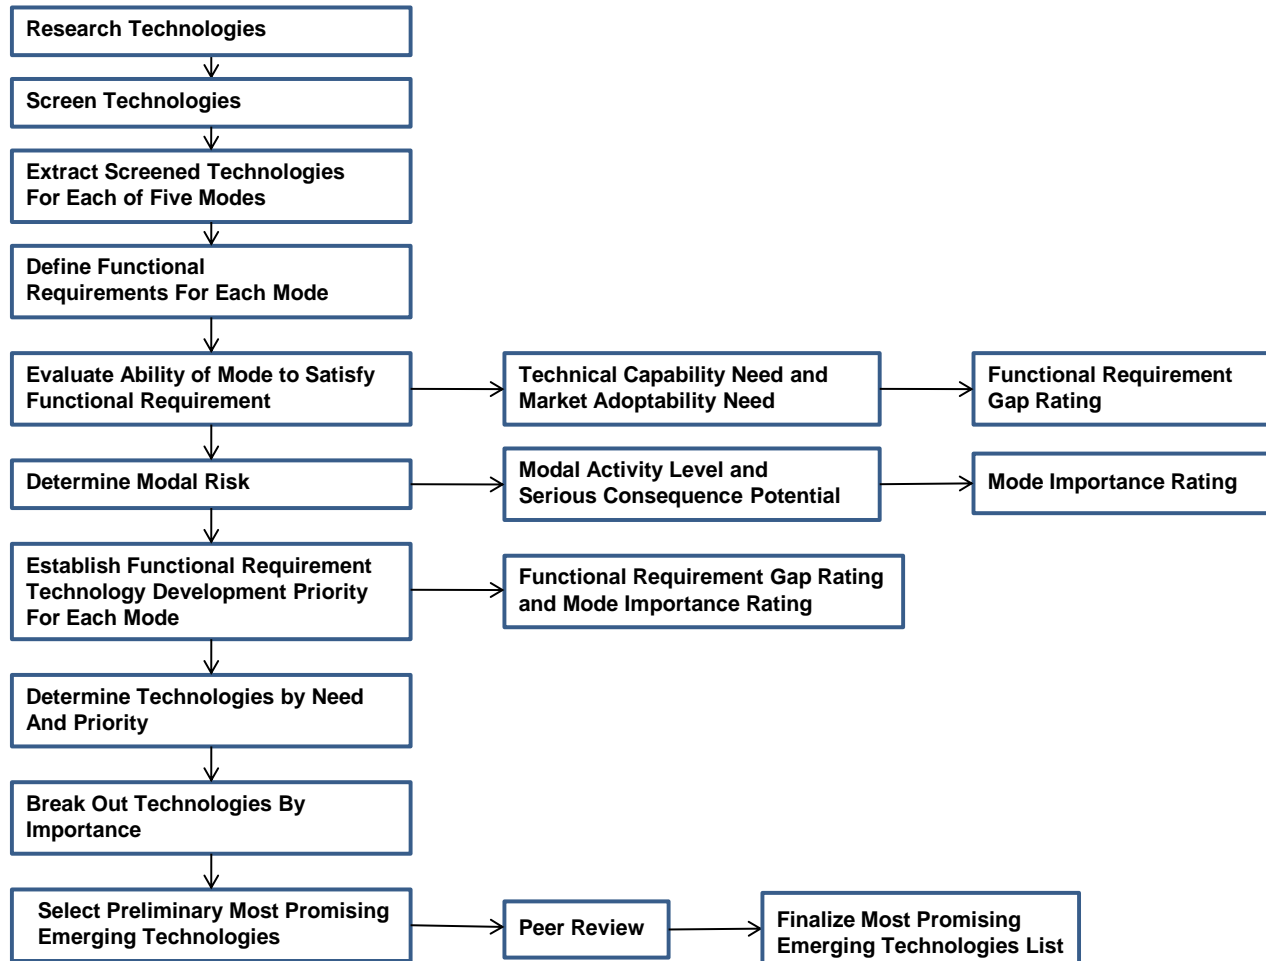 Research Technologies
Screen Technologies
Extract Screened Technologies
For Each of Five Modes
Define Functional
Requirements For Each Mode
Evaluate Ability of Mode to Satisfy
Functional Requirement
Technical Capability Need and
Market Adoptability Need
Functional Requirement
Gap Rating
Determine Modal Risk
Modal Activity Level and
Serious Consequence Potential
Mode Importance Rating
Establish Functional Requirement
Technology Development Priority
For Each Mode
Functional Requirement Gap Rating
and Mode Importance Rating
Determine Technologies by Need
And Priority
Break Out Technologies By
Importance
Select Preliminary Most Promising
Emerging Technologies
Peer Review
Finalize Most Promising
Emerging Technologies List